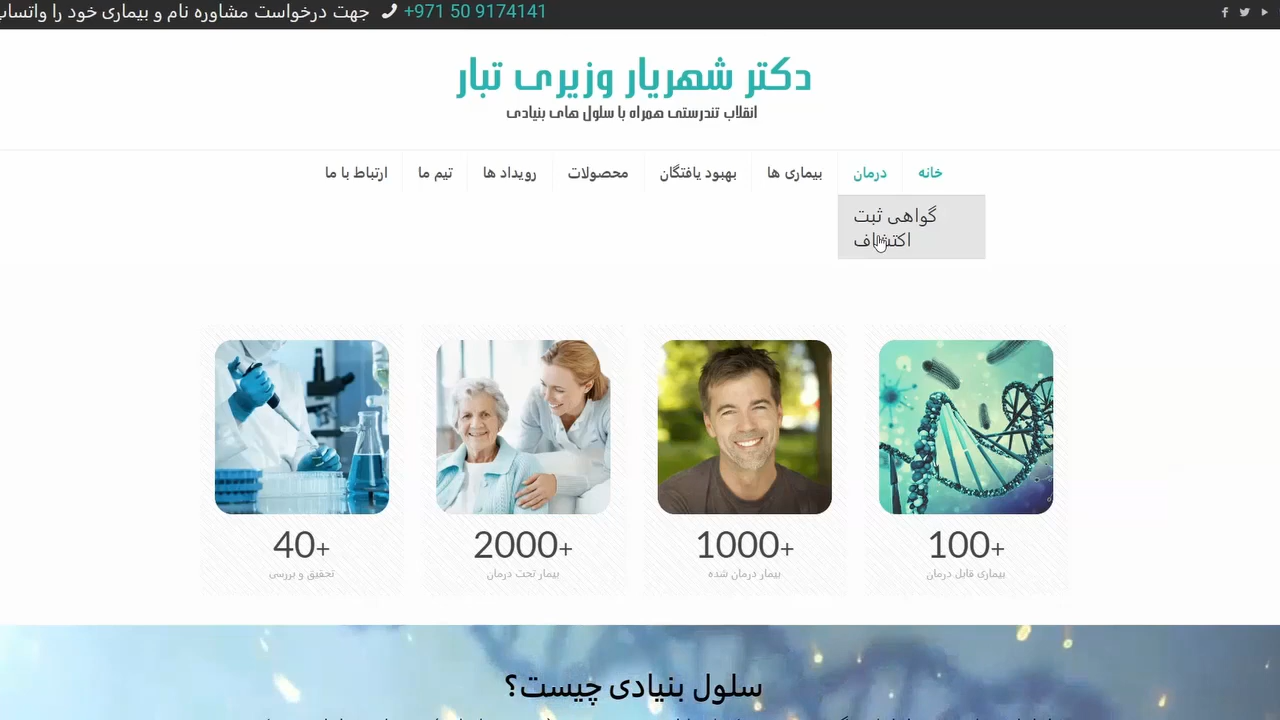 جهت درخواست مشاوره نام و بیماری خود را +971 50 9174141
دکتر شهریار وزیری تبار
انقلاب تندرستی همراه با سلول های بنیادی
خانه
درمان
بیماری ها
بهبود یافتگان
محصولات
رویداد ها
تیم ما
ارتباط با ما
گواهی ثبت
اکتشاف
100+
بیماری قابل درمان
1000+
بیمار درمان شده
2000+
بیمار تحت درمان
40+
تحقیق و بررسی
سلول بنیادی چیست؟